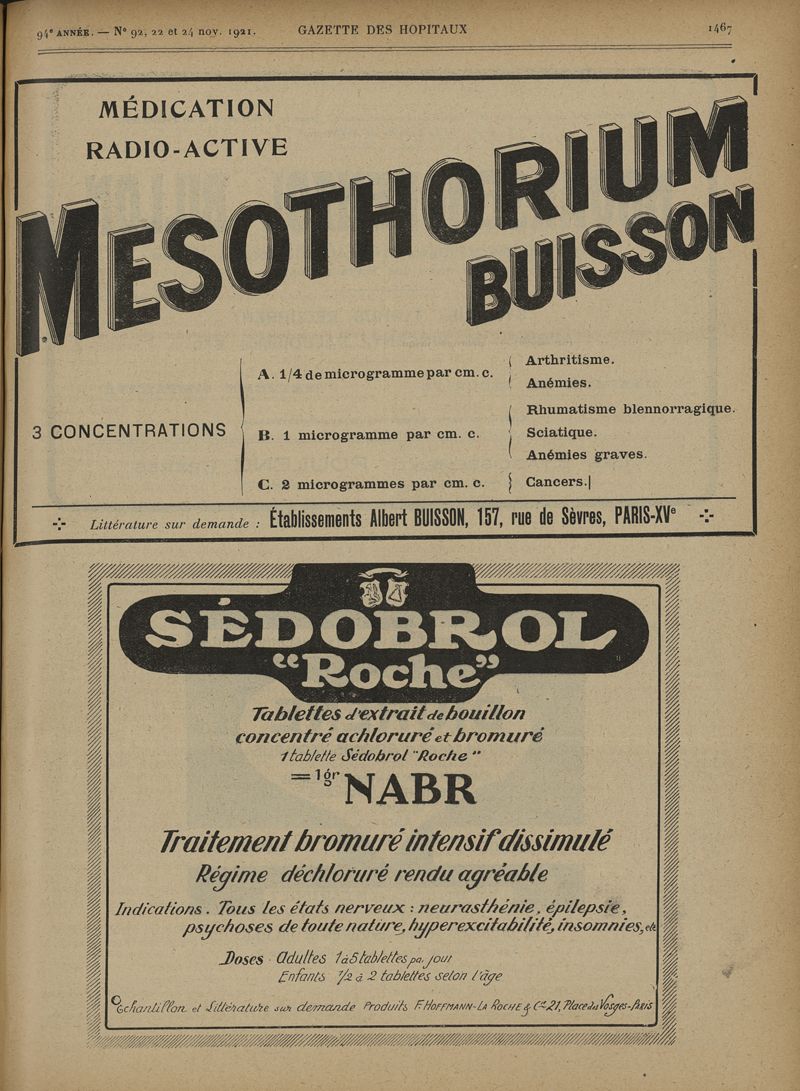 94e ANNÉE. — No 92, 22 et 24 nov. 1921. GAZETTE DES HOPITAUX 1467
MÉDICATION
RADIO-ACTIVE
MESOTHORIUM
BUISSON
3 CONCENTRATIONS
A. 1/4 de microgramme par cm. c.
Arthritisme.
Anémies.
B. 1 microgramme par cm. c.
Rhumatisme blennorragique.
Sciatique.
Anémies graves.
C. 2 microgrammes par cm. c.
Cancers.
Littérature sur demande : Établissements Albert BUISSON, 157, rue de Sèvres, PARIS-XVe
SÉDOBROL
“Roche”
Tablettes d'extrait de bouillon
concentré achloruré et bromuré
1 tablette Sédobrol "Roche"
= 1gr NABR
Traitement bromuré intensif dissimulé
Régime déchloruré rendu agréable
Indications. Tous les états nerveux : neurasthénie, épilepsie,
psychoses de toute nature, hyperexcitabilité, insomnies, etc
Doses - Adultes 1 à 5 tablettes pa. jour
Enfants 1/2 à 2 tablettes selon l'âge
Echantillon et Littérature sur demande Produits F. HOFFMANN-LA ROCHE & Cie 21, Place des Vosges-PARIS